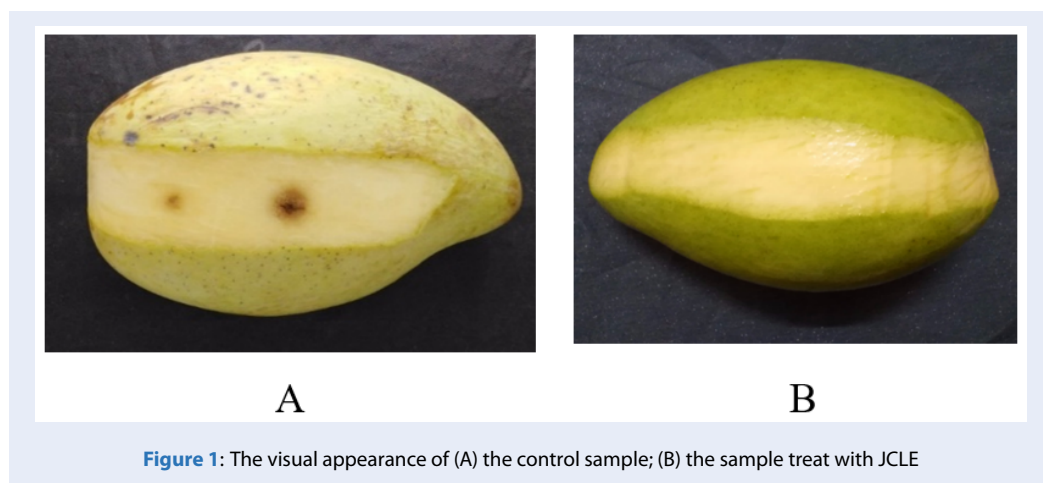 A
B
Figure 1: The visual appearance of (A) the control sample; (B) the sample treat with JCLE